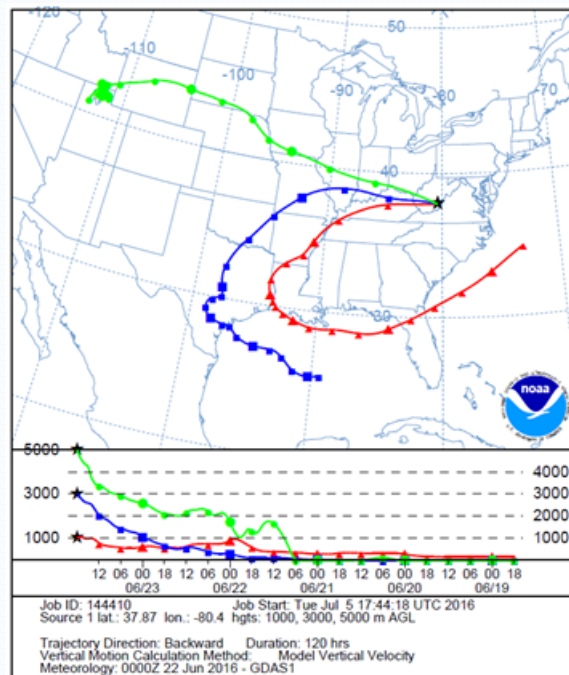 -120
-110
-100
-90
-80
-70
50
40
30
noaa
5000
3000
1000
4000
3000
2000
1000
12 06 00 18 12 06 00 18 12 06 00 18 12 06 00 18 12 06 00 18
06/23 06/22 06/21 06/20 06/19
Job ID: 144410 Job Start: Tue Jul 5 17:44:18 UTC 2016
Source 1 lat.: 37.87 lon.: -80.4 hgts: 1000, 3000, 5000 m AGL
Trajectory Direction: Backward Duration: 120 hrs
Vertical Motion Calculation Method: Model Vertical Velocity
Meteorology: 0000Z 22 Jun 2016 - GDAS1